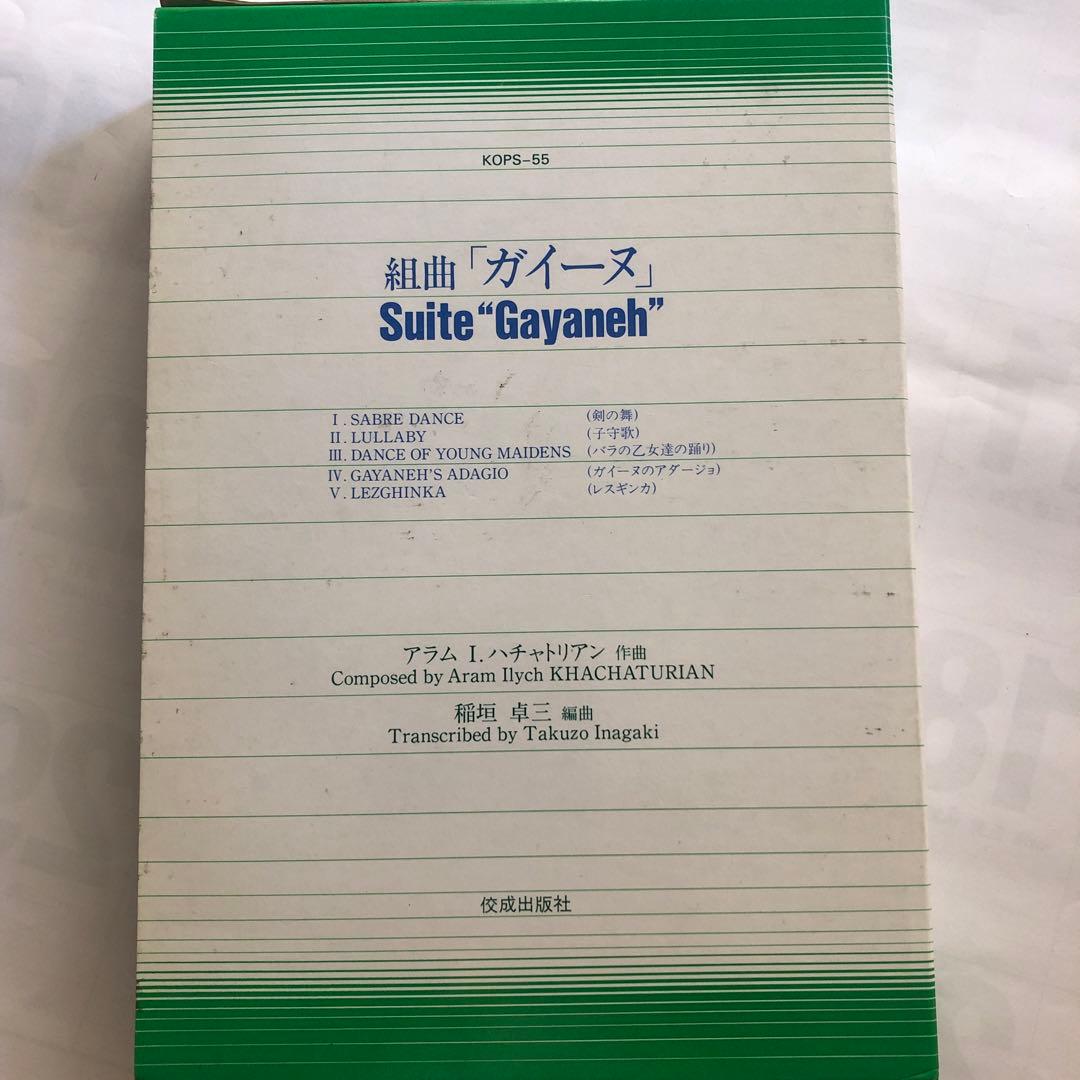 KOPS-55
組曲「ガイーヌ」
Suite “Gayaneh”
I. SABRE DANCE (剣の舞)
II. LULLABY (子守歌)
III. DANCE OF YOUNG MAIDENS (バラの乙女達の踊り)
IV. GAYANEH'S ADAGIO (ガイーヌのアダージョ)
V. LEZGHINKA (レスギンカ)
アラム I. ハチャトリアン 作曲
Composed by Aram Ilych KHACHATURIAN
稲垣 卓三 編曲
Transcribed by Takuzo Inagaki
佼成出版社